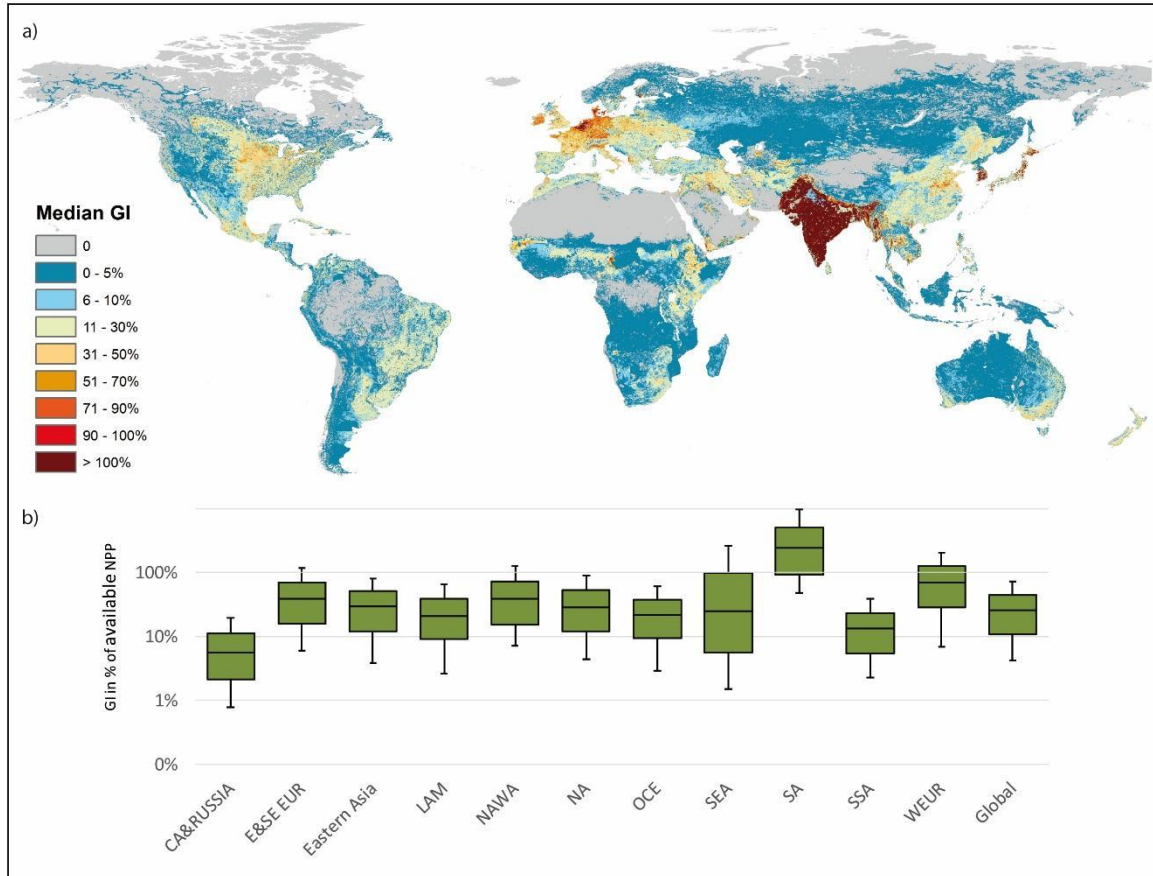 a)
Median GI
0
0 - 5%
6 - 10%
11 - 30%
31 - 50%
51 - 70%
71 - 90%
90 - 100%
> 100%
b)
GI in % of available NPP
100%
10%
1%
0%
CA&RUSSIA
E&SE EUR
Eastern Asia
LAM
NAWA
NA
OCE
SEA
SA
SSA
WEUR
Global